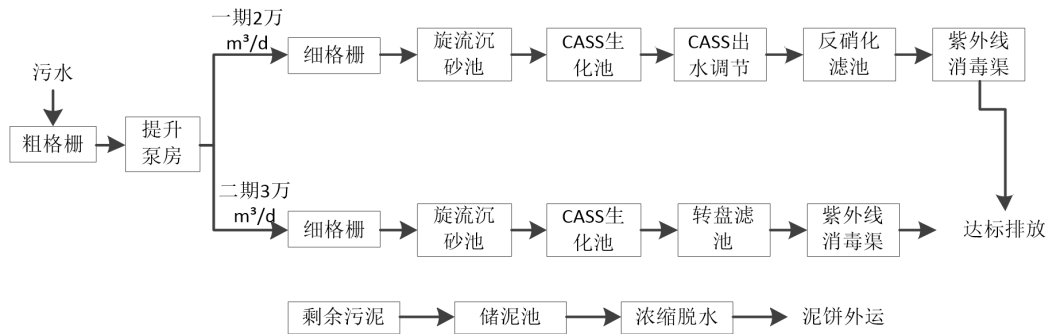 污水
粗格栅
提升
泵房
一期2万
m³/d
细格栅
旋流沉
砂池
CASS生
化池
CASS出
水调节
反硝化
滤池
紫外线
消毒渠
二期3万
m³/d
细格栅
旋流沉
砂池
CASS生
化池
转盘滤
池
紫外线
消毒渠
达标排放
剩余污泥
储泥池
浓缩脱水
泥饼外运